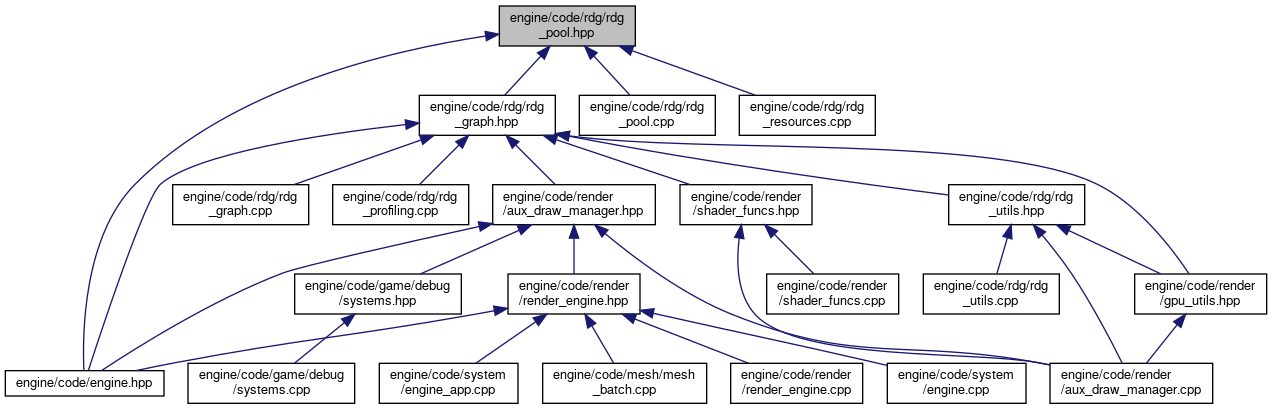 engine/code/rdg/rdg
_pool.hpp
engine/code/rdg/rdg
_graph.hpp
engine/code/rdg/rdg
_pool.cpp
engine/code/rdg/rdg
_resources.cpp
engine/code/rdg/rdg
_graph.cpp
engine/code/rdg/rdg
_profiling.cpp
engine/code/render
/aux_draw_manager.hpp
engine/code/render
/shader_funcs.hpp
engine/code/rdg/rdg
_utils.hpp
engine/code/game/debug
/systems.hpp
engine/code/render
/render_engine.hpp
engine/code/render
/shader_funcs.cpp
engine/code/rdg/rdg
_utils.cpp
engine/code/render
/gpu_utils.hpp
engine/code/engine.hpp
engine/code/game/debug
/systems.cpp
engine/code/system
/engine_app.cpp
engine/code/mesh/mesh
_batch.cpp
engine/code/render
/render_engine.cpp
engine/code/system
/engine.cpp
engine/code/render
/aux_draw_manager.cpp